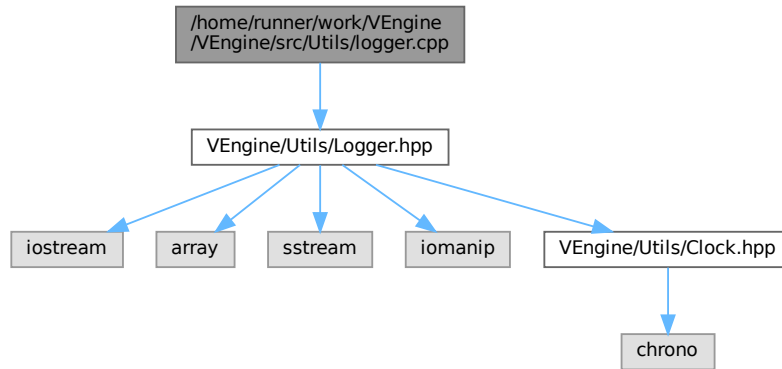 /home/runner/work/VEngine
/VEngine/src/Utils/logger.cpp
VEngine/Utils/Logger.hpp
iostream
array
sstream
iomanip
VEngine/Utils/Clock.hpp
chrono